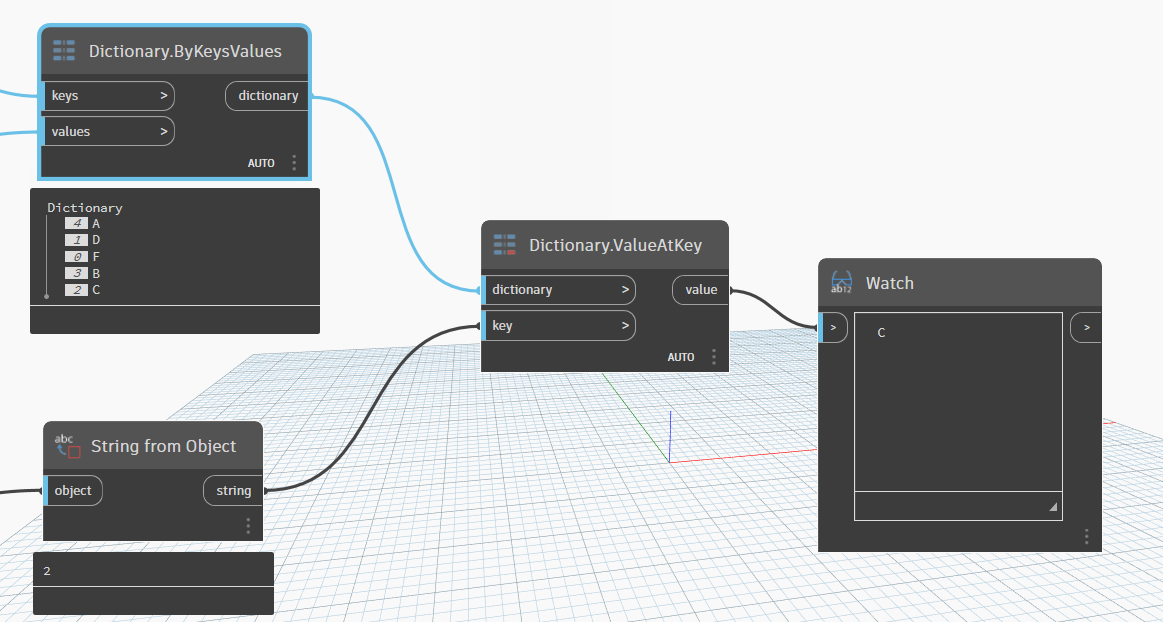 Dictionary.ByKeysValues
keys >
dictionary
values >
AUTO
Dictionary
4 A
1 D
0 F
3 B
2 C
Dictionary.ValueAtKey
dictionary >
value
key >
AUTO
ab12
Watch
>
C
>
abc
String from Object
object
string
2